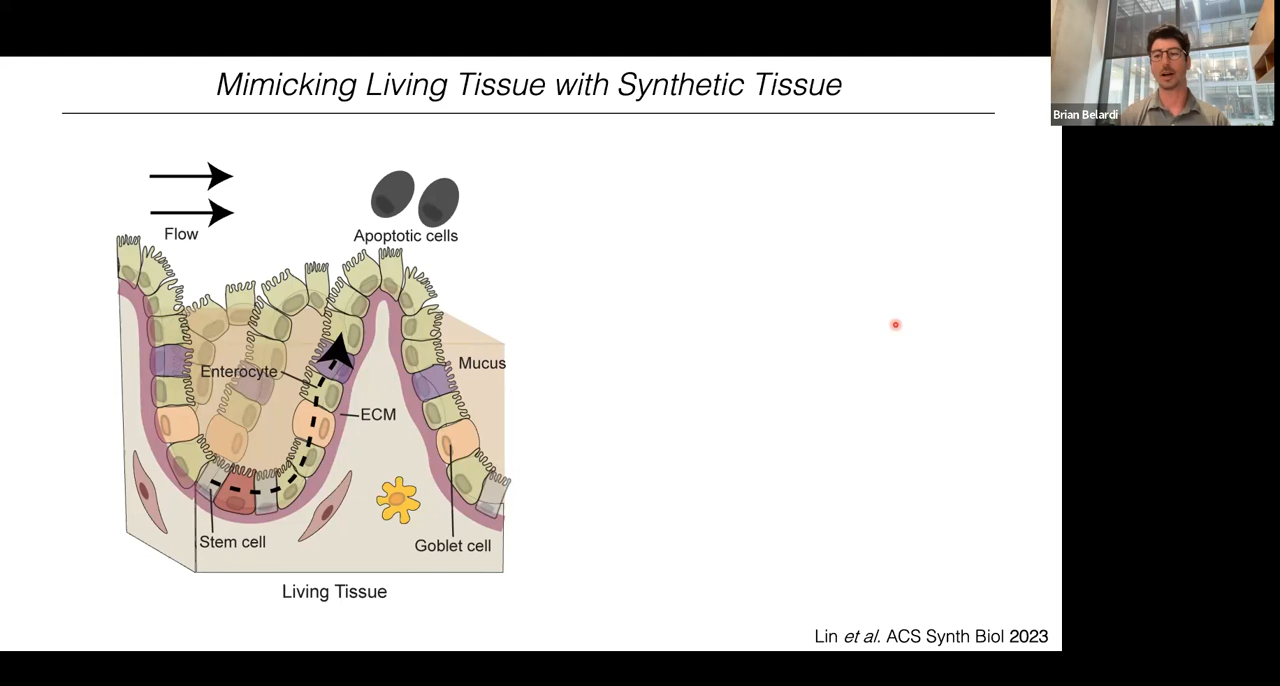 Mimicking Living Tissue with Synthetic Tissue
Brian Belardi
Flow
Apoptotic cells
Mucus
Enterocyte
ECM
Stem cell
Goblet cell
Living Tissue
Lin et al. ACS Synth Biol 2023